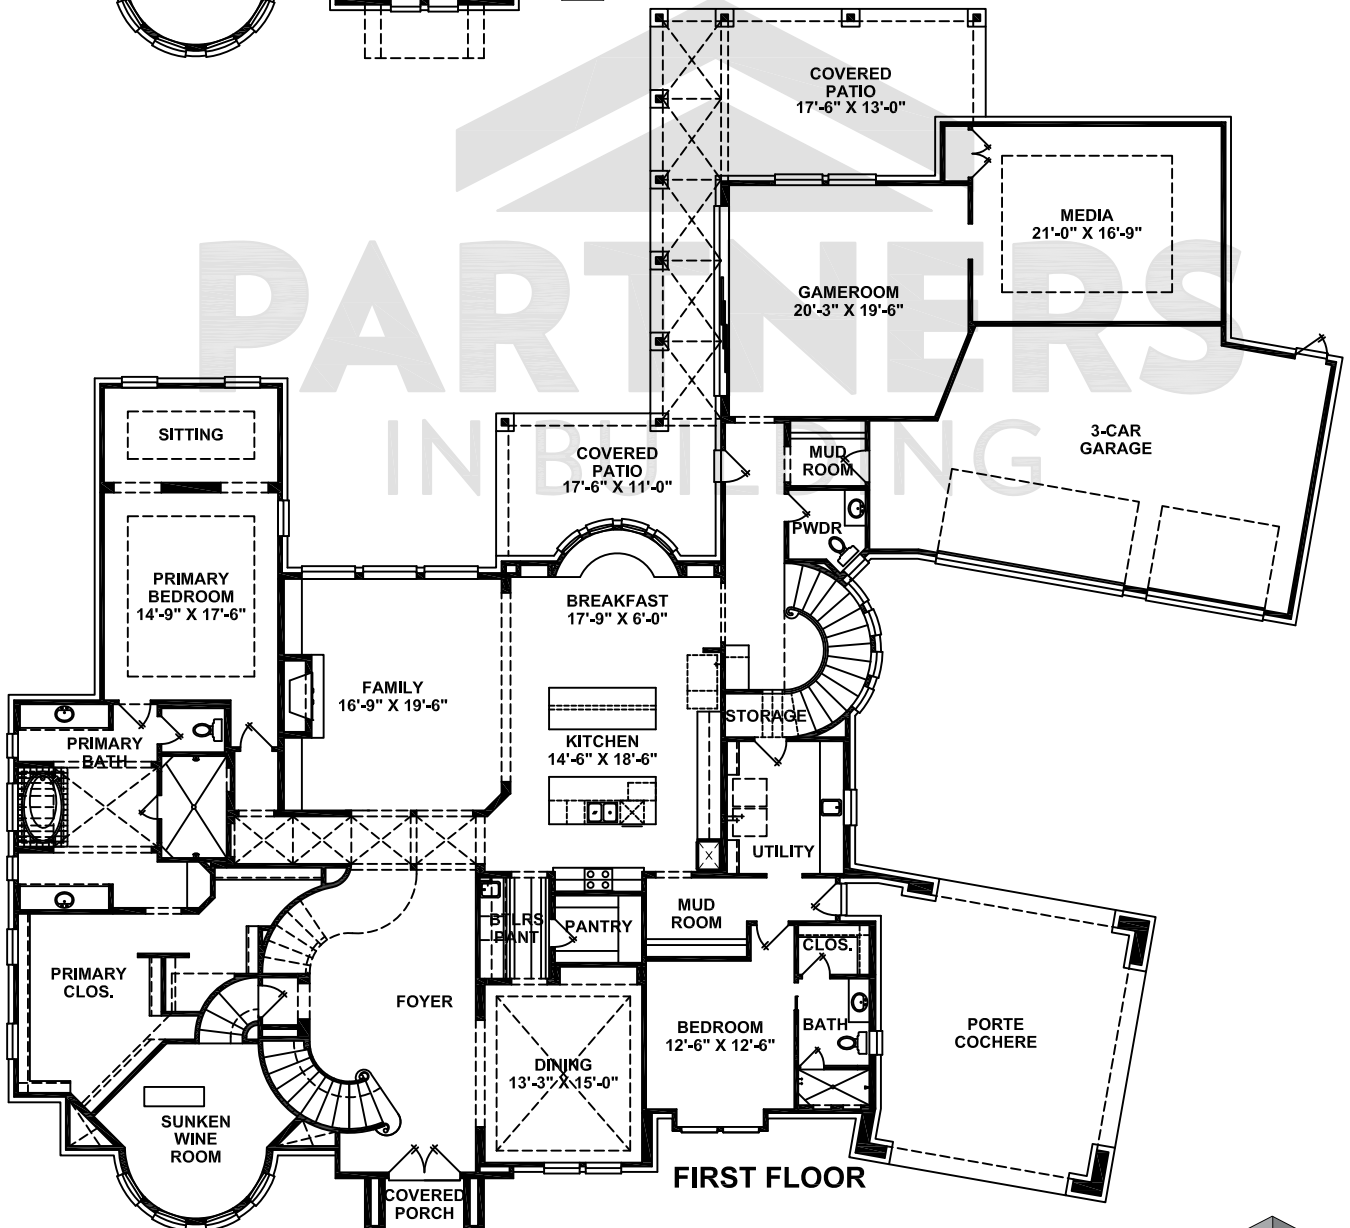 COVERED
PATIO
17'-6" X 13'-0"
MEDIA
21'-0" X 16'-9"
GAMEROOM
20'-3" X 19'-6"
PARTNERS
IN BUILDING
SITTING
3-CAR
GARAGE
MUD
ROOM
COVERED
PATIO
17'-6" X 11'-0"
PWDR
PRIMARY
BEDROOM
14'-9" X 17'-6"
BREAKFAST
17'-9" X 6'-0"
FAMILY
16'-9" X 19'-6"
STORAGE
PRIMARY
BATH
KITCHEN
14'-6" X 18'-6"
UTILITY
MUD
ROOM
BTLRS
PANT
PANTRY
CLOS.
PRIMARY
CLOS.
FOYER
BEDROOM
12'-6" X 12'-6"
BATH
PORTE
COCHERE
DINING
13'-3" X 15'-0"
SUNKEN
WINE
ROOM
FIRST FLOOR
COVERED
PORCH